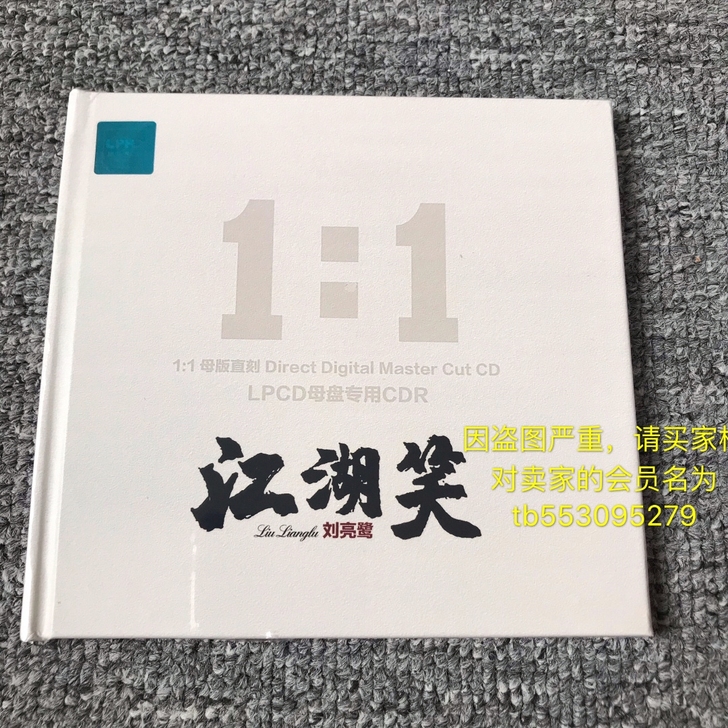 1:1
1:1 母版直刻 Direct Digital Master Cut CD
LPCD母盘专用CDR
江湖笑
Liu Lianglu 刘亮鹭
因盗图严重，请买家核
对卖家的会员名为
tb553095279